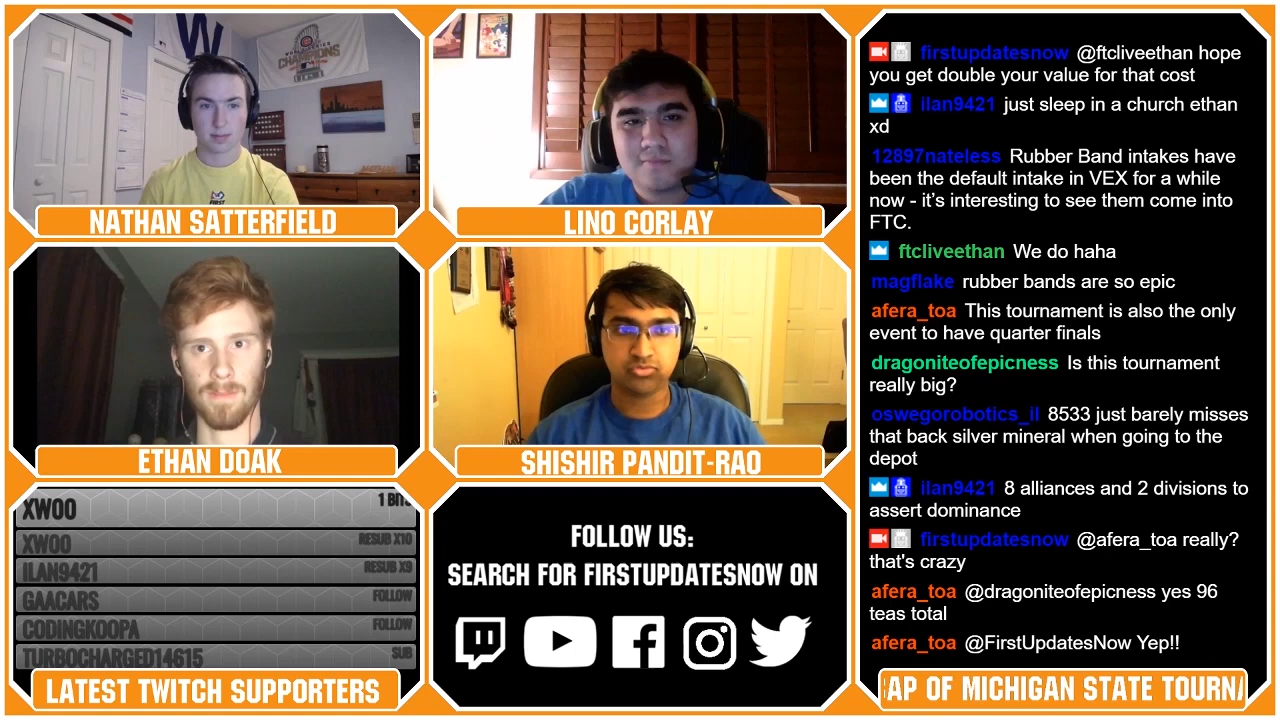 W
CHAMPIONS
FIRST
NATHAN SATTERFIELD
LINO CORLAY
ETHAN DOAK
SHISHIR PANDIT-RAO
XWOO
1 BIT
XWOO
RESUB X10
ILAN9421
RESUB X9
GAACARS
FOLLOW
CODINGKOOPA
FOLLOW
TURBOCHARGED14615
SUB
LATEST TWITCH SUPPORTERS
FOLLOW US:
SEARCH FOR FIRSTUPDATESNOW ON
firstupdatesnow @ftcliveethan hope
you get double your value for that cost
ilan9421 just sleep in a church ethan
xd
12897nateless Rubber Band intakes have
been the default intake in VEX for a while
now - it's interesting to see them come into
FTC.
ftcliveethan We do haha
magflake rubber bands are so epic
afera_toa This tournament is also the only
event to have quarter finals
dragoniteofepicness Is this tournament
really big?
oswegorobotics_il 8533 just barely misses
that back silver mineral when going to the
depot
ilan9421 8 alliances and 2 divisions to
assert dominance
firstupdatesnow @afera_toa really?
that's crazy
afera_toa @dragoniteofepicness yes 96
teas total
afera_toa @FirstUpdatesNow Yep!!
AP OF MICHIGAN STATE TOURNA